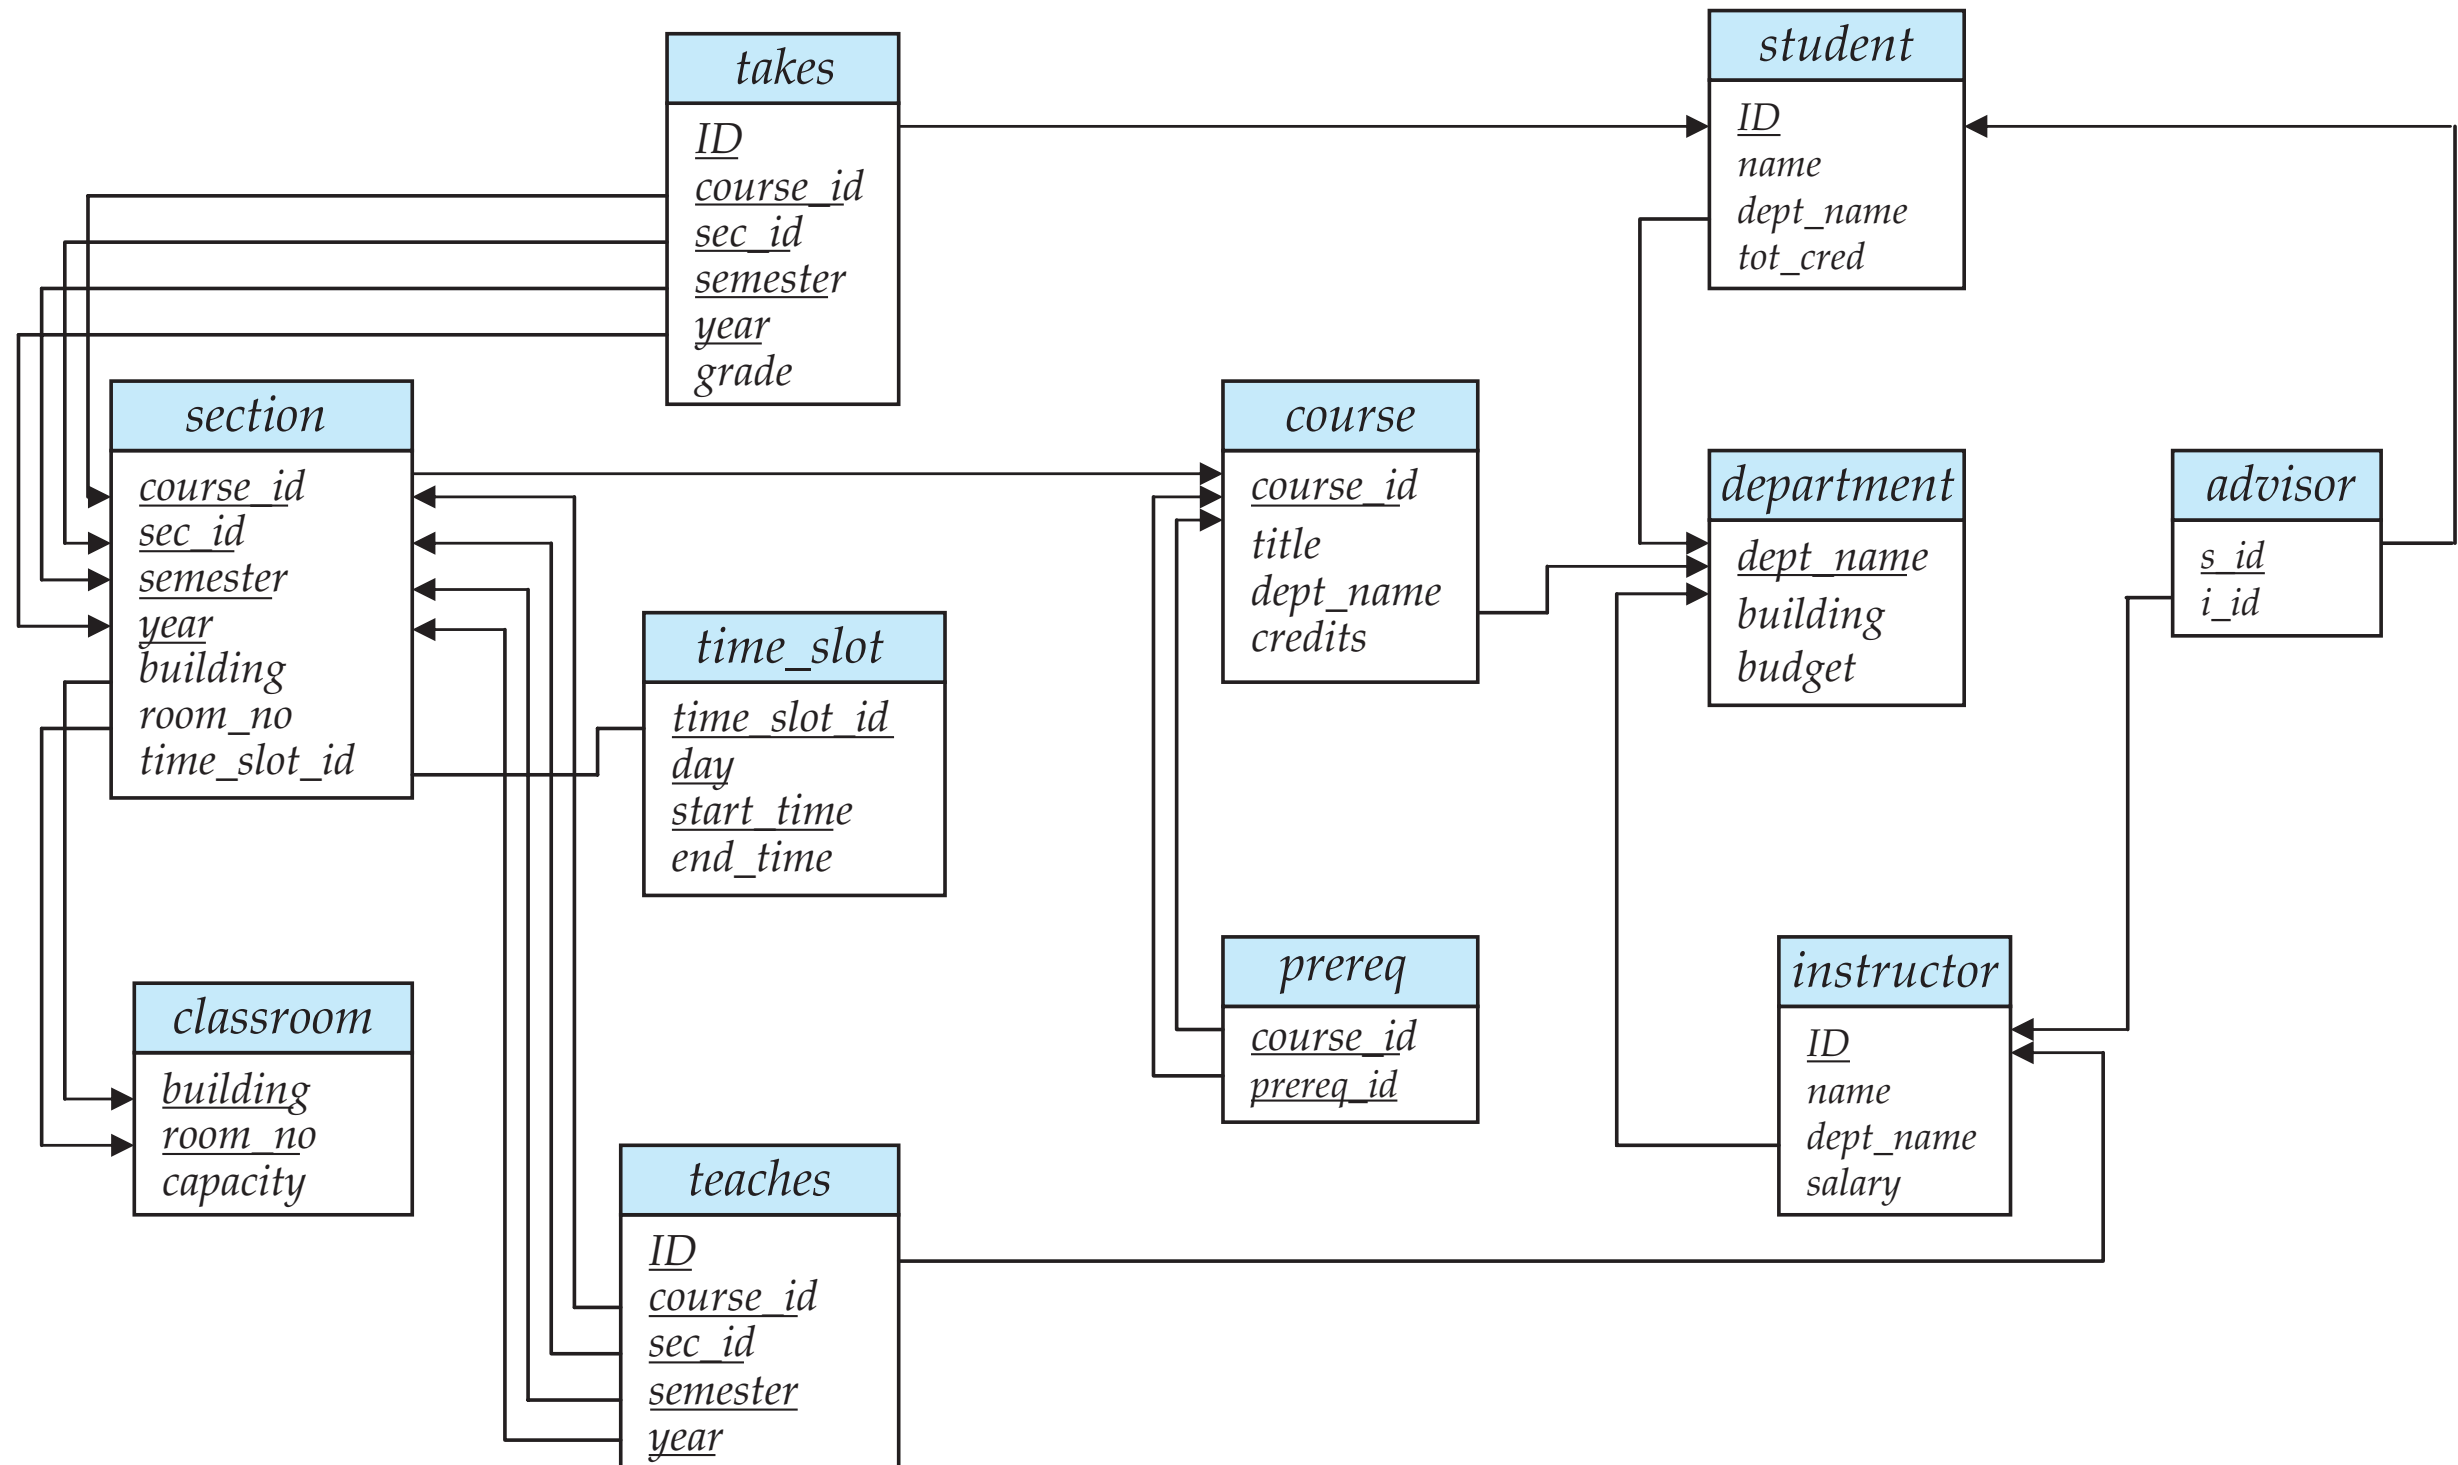 takes
ID
course_id
sec_id
semester
year
grade
student
ID
name
dept_name
tot_cred
section
course_id
sec_id
semester
year
building
room_no
time_slot_id
time_slot
time_slot_id
day
start_time
end_time
course
course_id
title
dept_name
credits
department
dept_name
building
budget
advisor
s_id
i_id
classroom
building
room_no
capacity
prereq
course_id
prereq_id
instructor
ID
name
dept_name
salary
teaches
ID
course_id
sec_id
semester
year